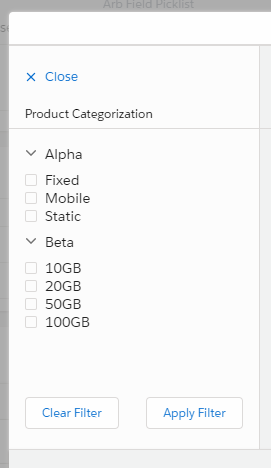 Arb Field Picklist
Close
Product Categorization
Alpha
Fixed
Mobile
Static
Beta
10GB
20GB
50GB
100GB
Clear Filter
Apply Filter